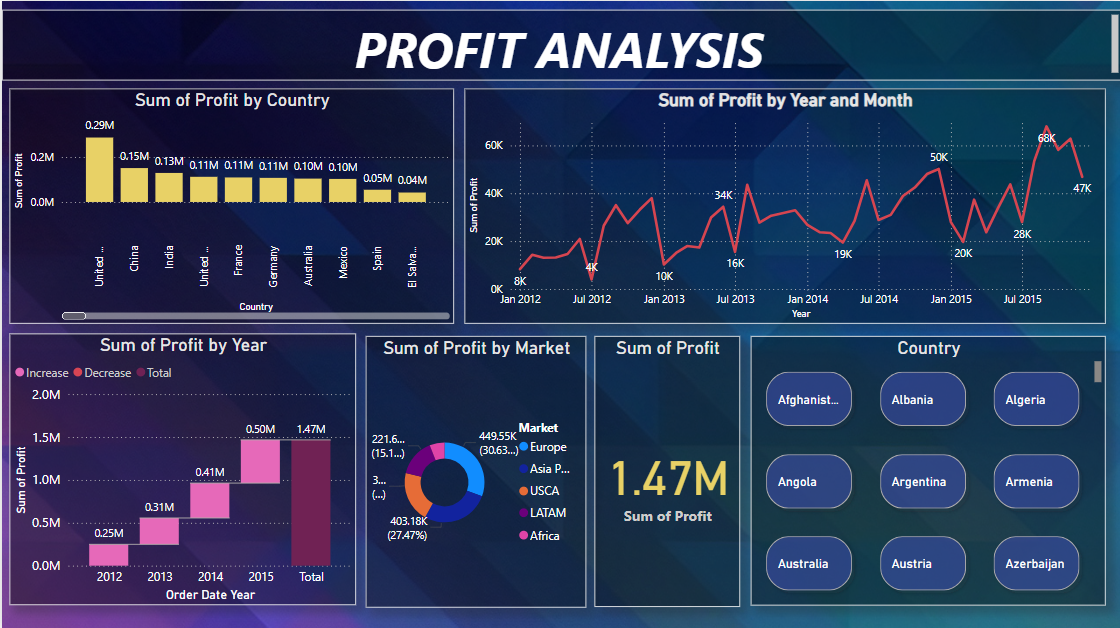 PROFIT ANALYSIS
Sum of Profit by Country
Sum of Profit
0.2M
0.0M
0.29M
0.15M
0.13M
0.11M
0.11M
0.11M
0.10M
0.10M
0.05M
0.04M
United ...
China
India
United ...
France
Germany
Australia
Mexico
Spain
El Salva...
Country
Sum of Profit by Year and Month
Sum of Profit
60K
40K
20K
0K
8K
4K
10K
34K
16K
19K
50K
20K
28K
68K
47K
Jan 2012
Jul 2012
Jan 2013
Jul 2013
Jan 2014
Jul 2014
Jan 2015
Jul 2015
Year
Sum of Profit by Year
Increase Decrease Total
Sum of Profit
2.0M
1.5M
1.0M
0.5M
0.0M
0.25M
0.31M
0.41M
0.50M
1.47M
2012 2013 2014 2015 Total
Order Date Year
Sum of Profit by Market
449.55K
(30.63...)
221.6...
(15.1...)
3...
(...)
403.18K
(27.47%)
Market
Europe
Asia P...
USCA
LATAM
Africa
Sum of Profit
1.47M
Sum of Profit
Country
Afghanist... Albania Algeria
Angola Argentina Armenia
Australia Austria Azerbaijan